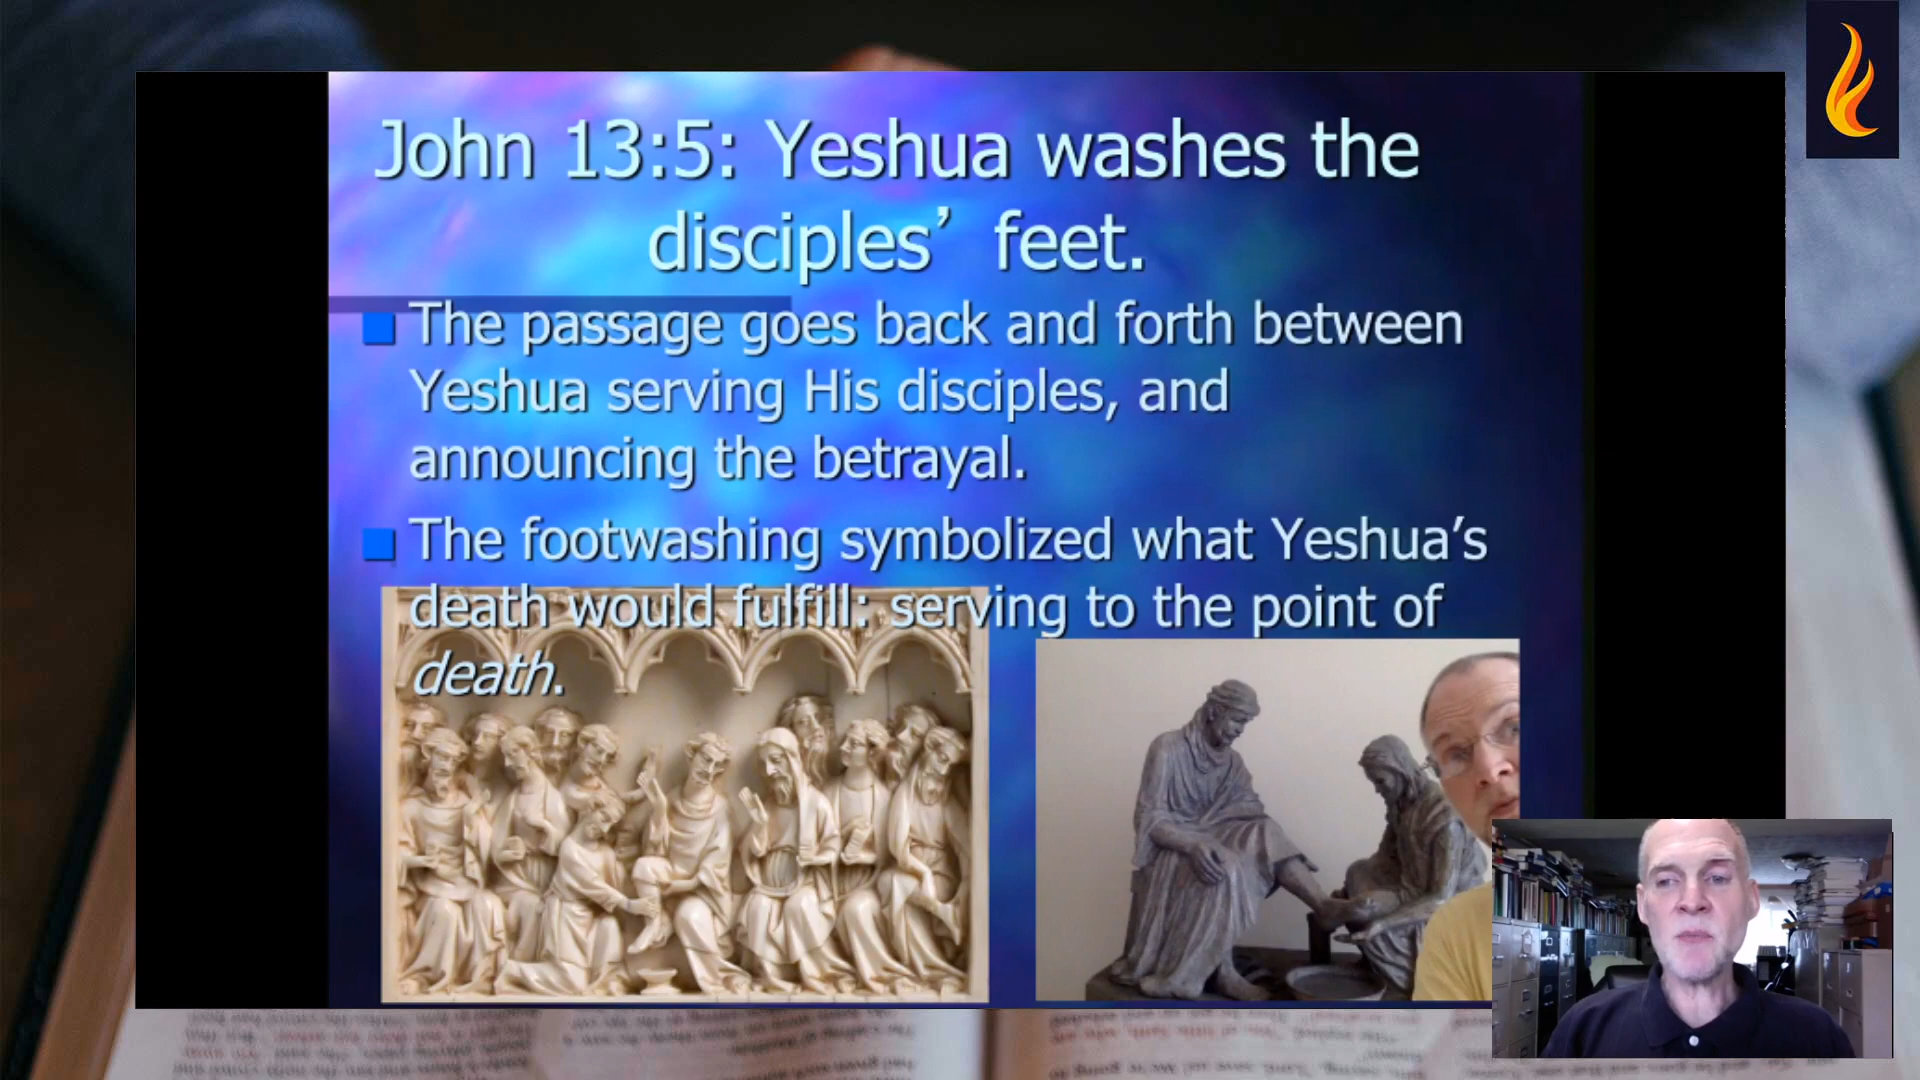 John 13:5: Yeshua washes the
disciples’ feet.
The passage goes back and forth between
Yeshua serving His disciples, and
announcing the betrayal.
The footwashing symbolized what Yeshua’s
death would fulfill: serving to the point of
death.